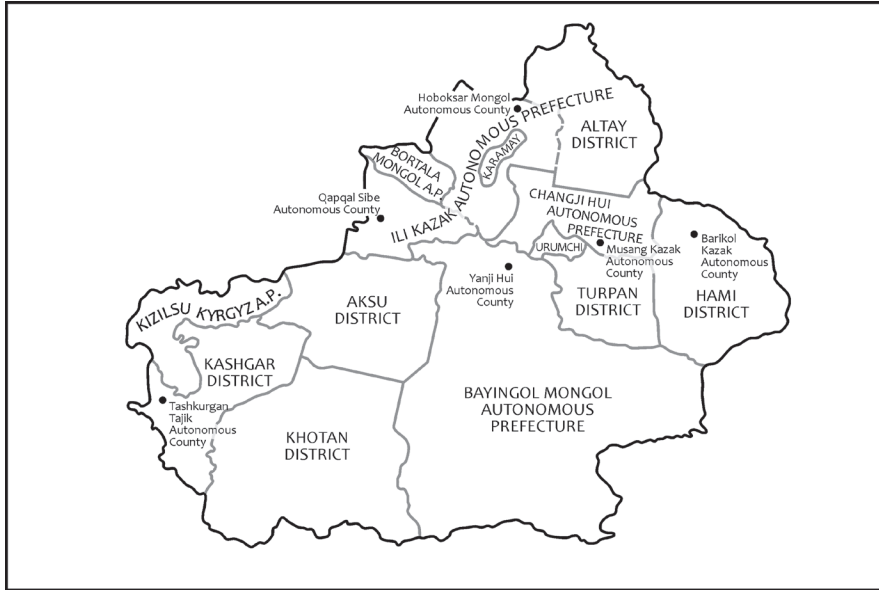 Hoboksar Mongol
Autonomous County
ILI KAZAK AUTONOMOUS PREFECTURE
ALTAY
DISTRICT
KARAMAY
BORTALA
MONGOL A.P.
Qapqal Sibe
Autonomous County
CHANGJI HUI
AUTONOMOUS
PREFECTURE
URUMCHI
Musang Kazak
Autonomous
County
Barikol
Kazak
Autonomous
County
Yanji Hui
Autonomous
County
TURPAN
DISTRICT
HAMI
DISTRICT
KIZILSU KYRGYZ A.P.
AKSU
DISTRICT
KASHGAR
DISTRICT
Tashkurgan
Tajik
Autonomous
County
KHOTAN
DISTRICT
BAYINGOL MONGOL
AUTONOMOUS
PREFECTURE